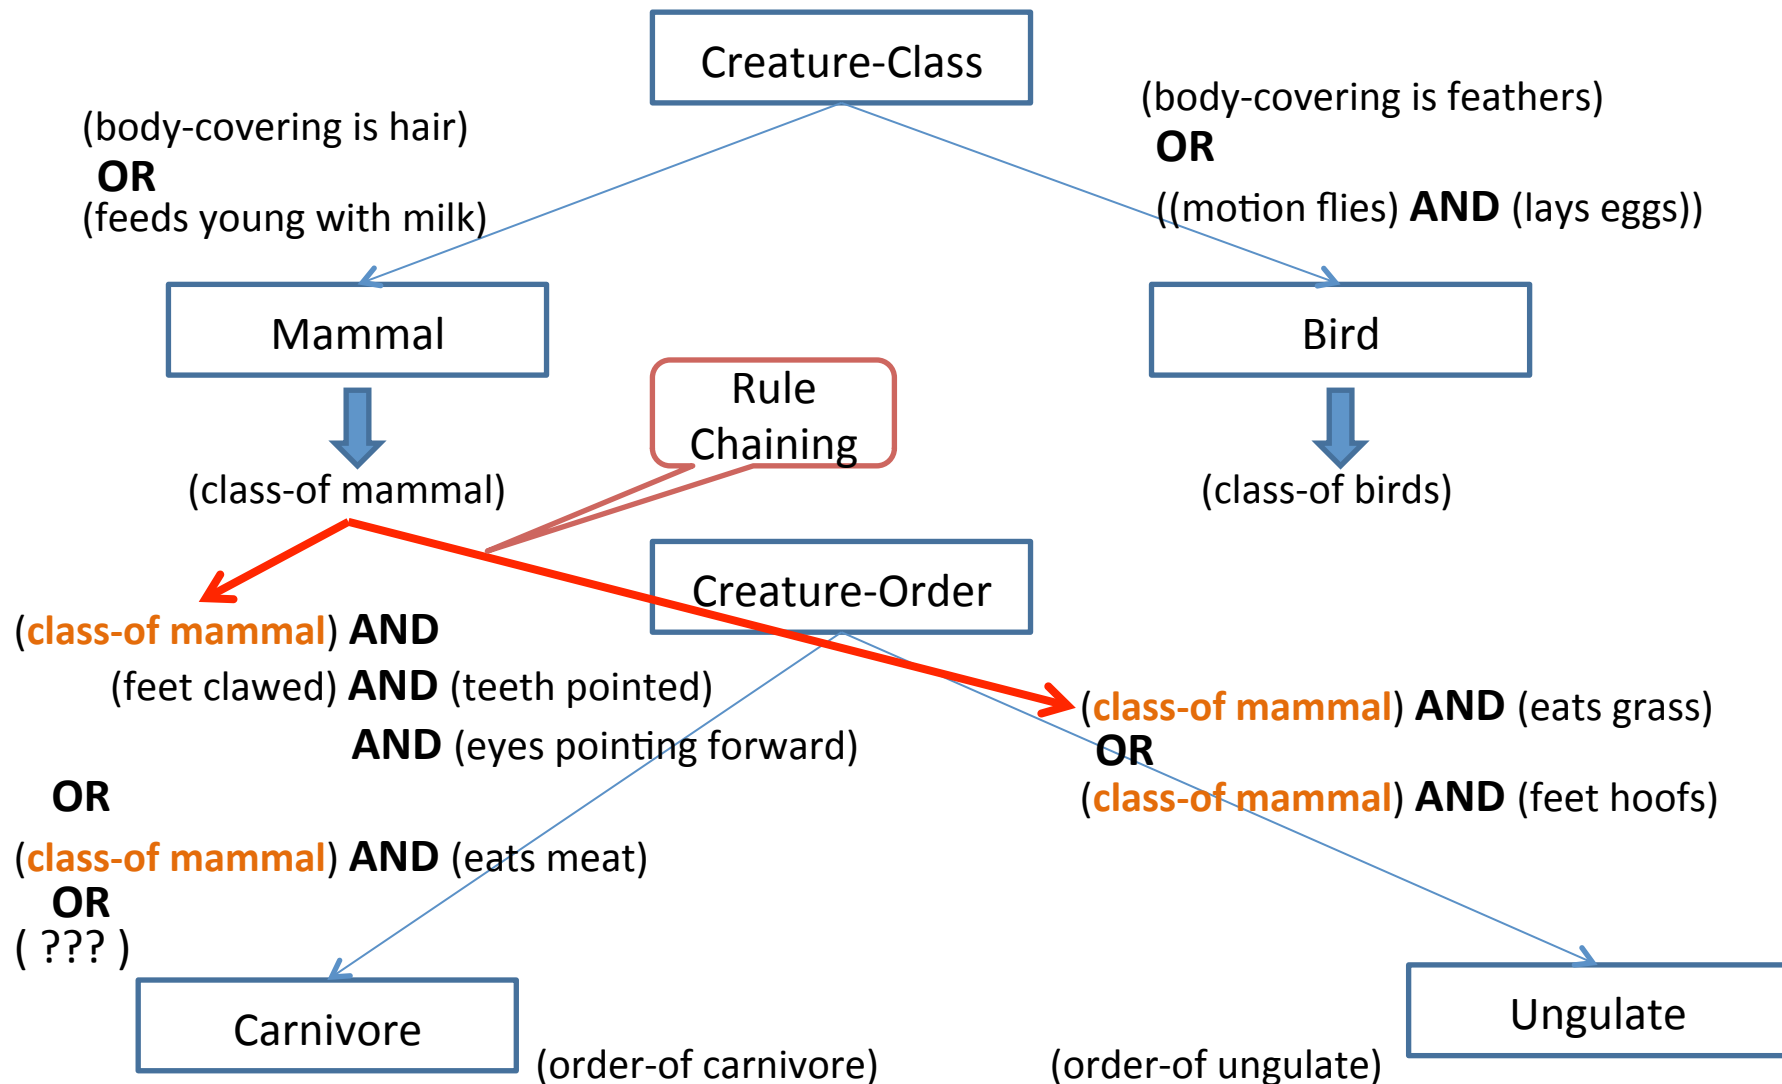 Creature-Class
(body-covering is hair)
OR
(feeds young with milk)
(body-covering is feathers)
OR
((motion flies) AND (lays eggs))
Mammal
Bird
Rule
Chaining
(class-of mammal)
(class-of birds)
Creature-Order
(class-of mammal) AND
(feet clawed) AND (teeth pointed)
AND (eyes pointing forward)
OR
(class-of mammal) AND (eats meat)
OR
( ??? )
(class-of mammal) AND (eats grass)
OR
(class-of mammal) AND (feet hoofs)
Carnivore
(order-of carnivore)
(order-of ungulate)
Ungulate